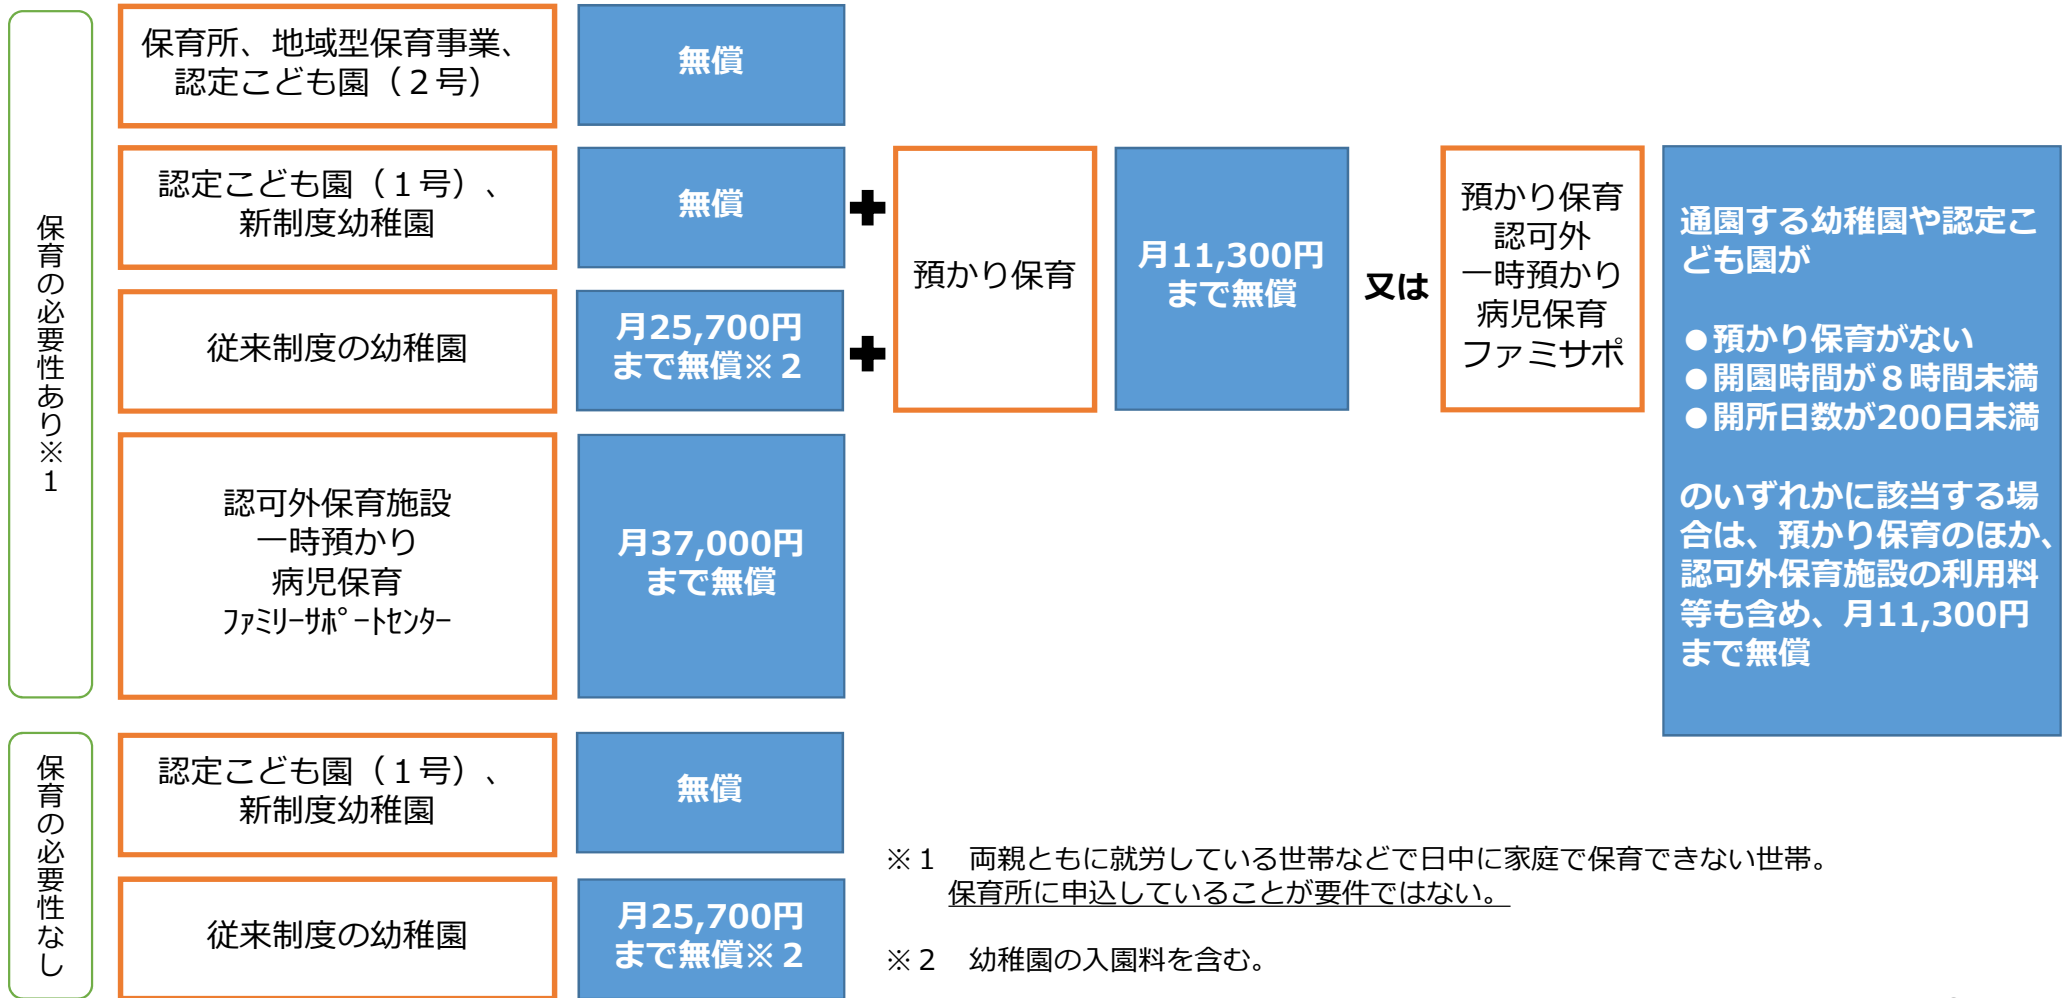 保育の必要性あり※1
保育所、地域型保育事業、
認定こども園（２号）
無償
認定こども園（１号）、
新制度幼稚園
無償
従来制度の幼稚園
月25,700円
まで無償※２
認可外保育施設
一時預かり
病児保育
ﾌｧﾐﾘｰｻﾎﾟｰﾄｾﾝﾀｰ
月37,000円
まで無償
預かり保育
月11,300円
まで無償
又は
預かり保育
認可外
一時預かり
病児保育
ファミサポ
通園する幼稚園や認定こ
ども園が
●預かり保育がない
●開園時間が８時間未満
●開所日数が200日未満
のいずれかに該当する場
合は、預かり保育のほか、
認可外保育施設の利用料
等も含め、月11,300円
まで無償
保育の必要性なし
認定こども園（１号）、
新制度幼稚園
無償
従来制度の幼稚園
月25,700円
まで無償※２
※１　両親ともに就労している世帯などで日中に家庭で保育できない世帯。
保育所に申込していることが要件ではない。
※２　幼稚園の入園料を含む。